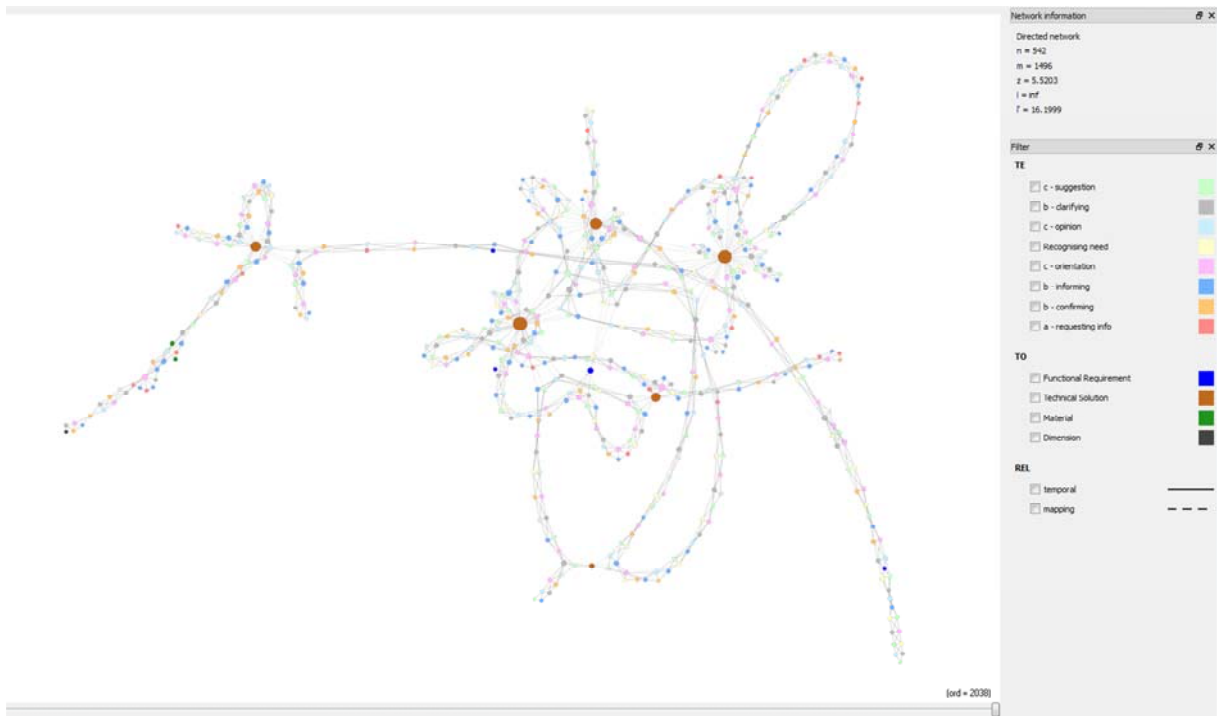 Network information
Directed network
n = 542
m = 1496
z = 5.5203
l = inf
l' = 16.1999
Filter
TE
c - suggestion
b - clarifying
c - opinion
Recognising need
c - orientation
b - informing
b - confirming
a - requesting info
TO
Functional Requirement
Technical Solution
Material
Dimension
REL
temporal
mapping
(ord = 2038)